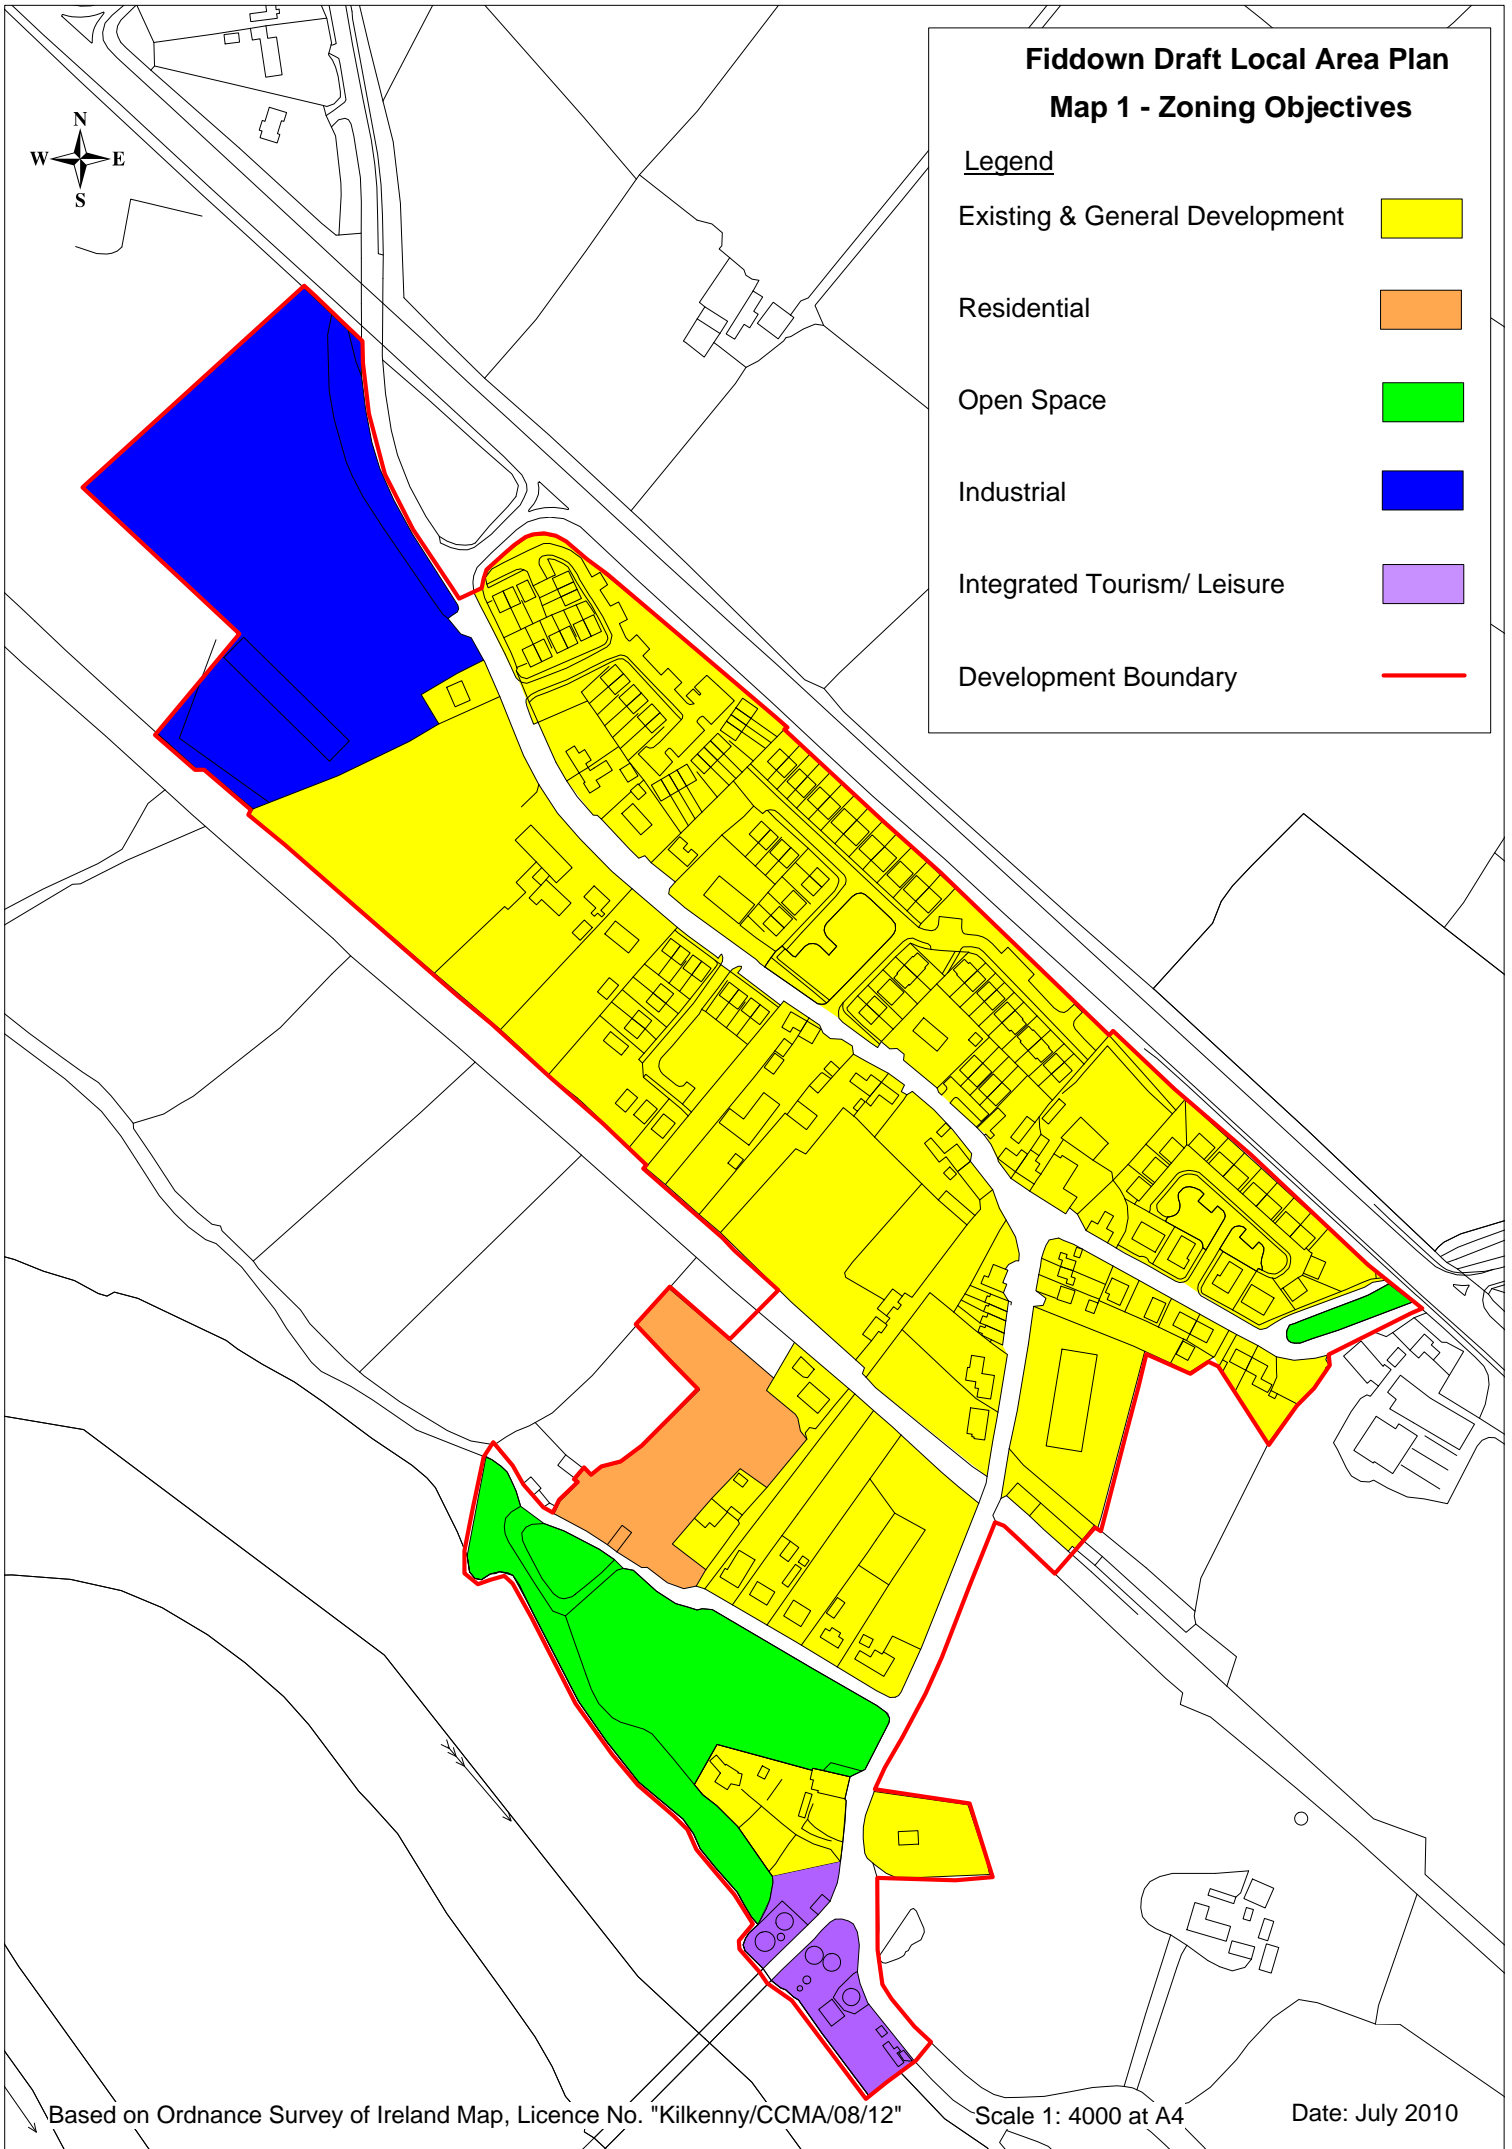 Fiddown Draft Local Area Plan
Map 1 - Zoning Objectives
Legend
Existing & General Development
Residential
Open Space
Industrial
Integrated Tourism/ Leisure
Development Boundary
N
W E
S
Based on Ordnance Survey of Ireland Map, Licence No. "Kilkenny/CCMA/08/12"
Scale 1: 4000 at A4
Date: July 2010